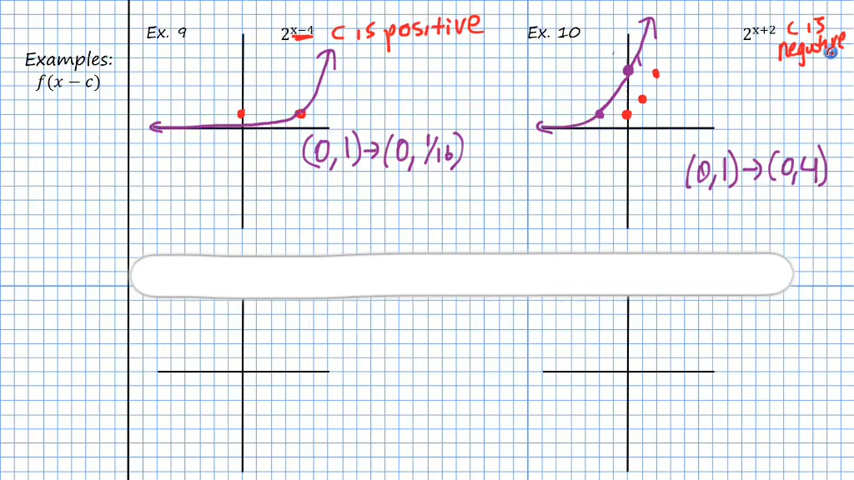 Examples:
f(x − c)
Ex. 9
2^{x−4} c is positive
(0,1)→(0, 1/16)
Ex. 10
2^{x+2} c is
negative
(0,1)→(0,4)